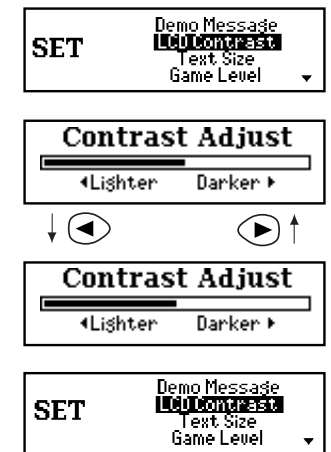 Demo Message
SET
LCD Contrast
Text Size
Game Level
Contrast Adjust
Lighter Darker
Contrast Adjust
Lighter Darker
Demo Message
SET
LCD Contrast
Text Size
Game Level